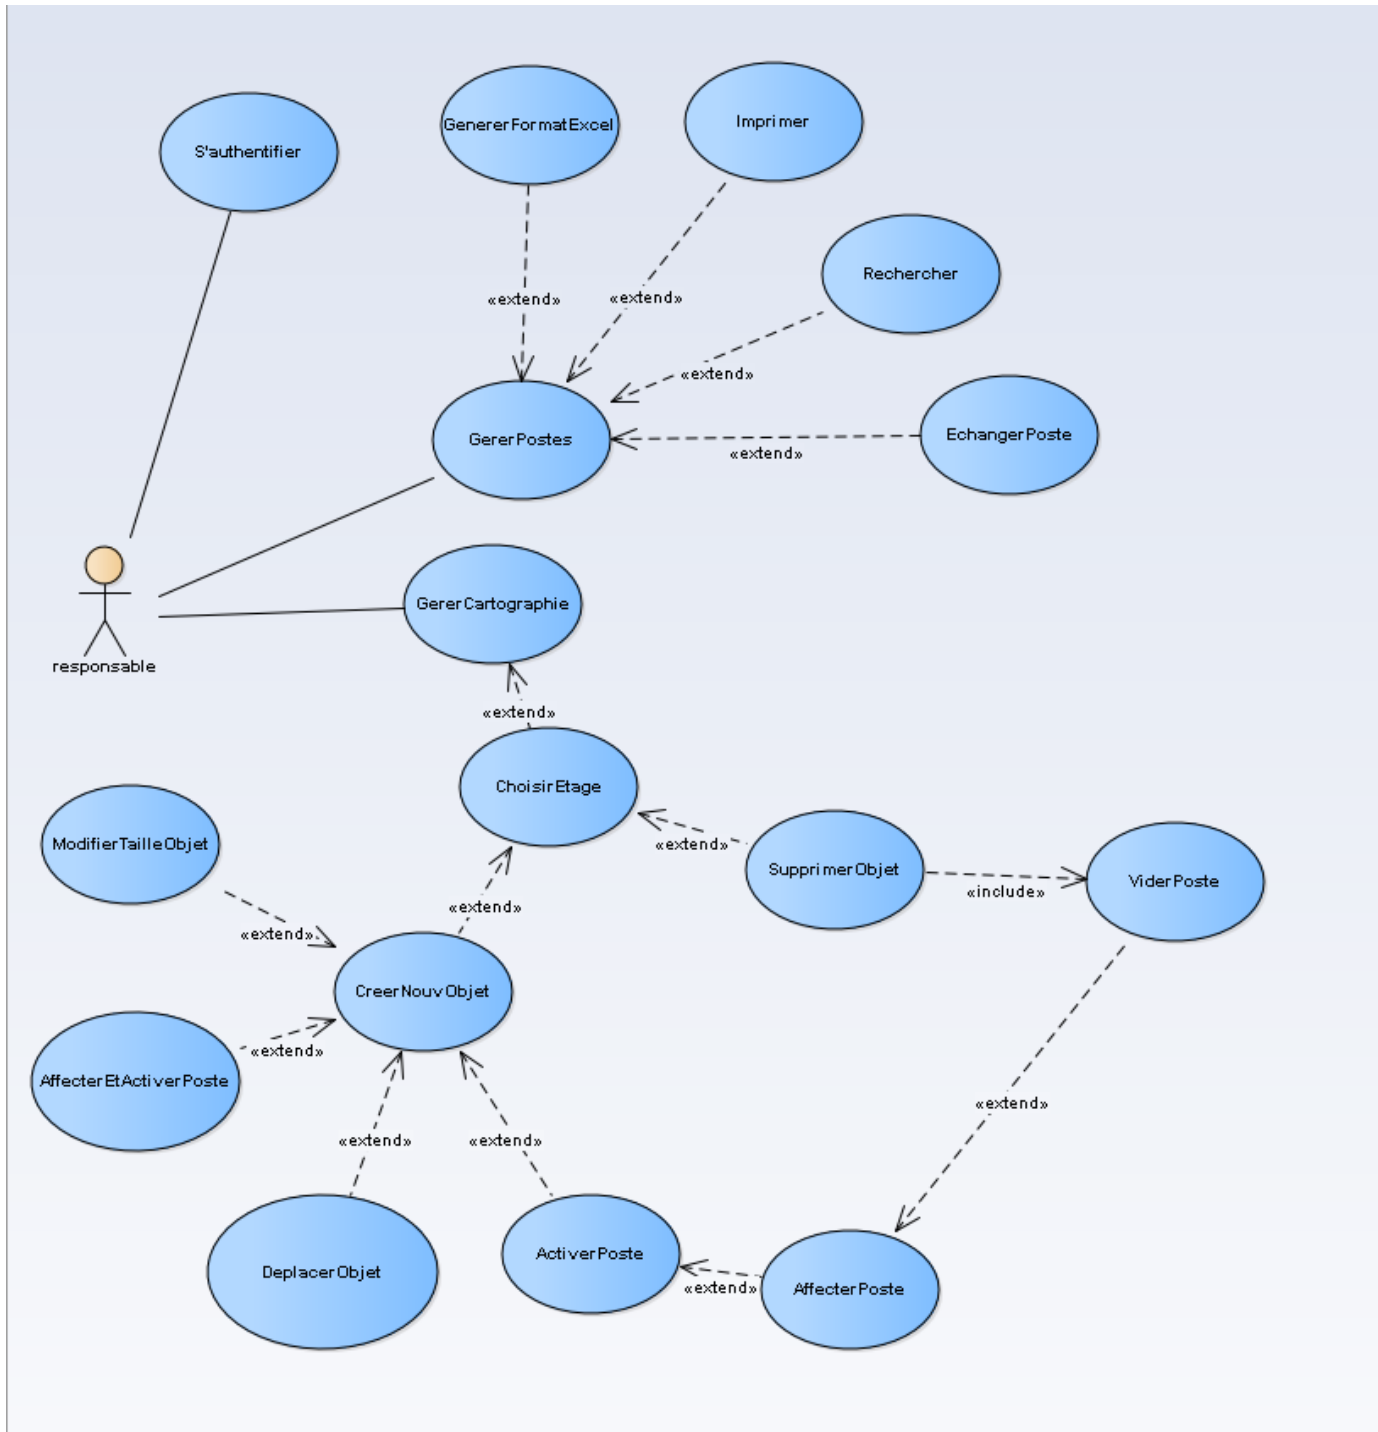 GenererFormatExcel
Imprimer
S'authentifier
Rechercher
«extend»
«extend»
«extend»
GererPostes
EchangerPoste
«extend»
GererCartographie
responsable
«extend»
ChoisirEtage
ModifierTailleObjet
«extend»
SupprimerObjet
ViderPoste
«include»
«extend»
«extend»
CreerNouvObjet
«extend»
AffecterEtActiverPoste
«extend»
«extend»
«extend»
ActiverPoste
DeplacerObjet
«extend»
AffecterPoste
«extend»